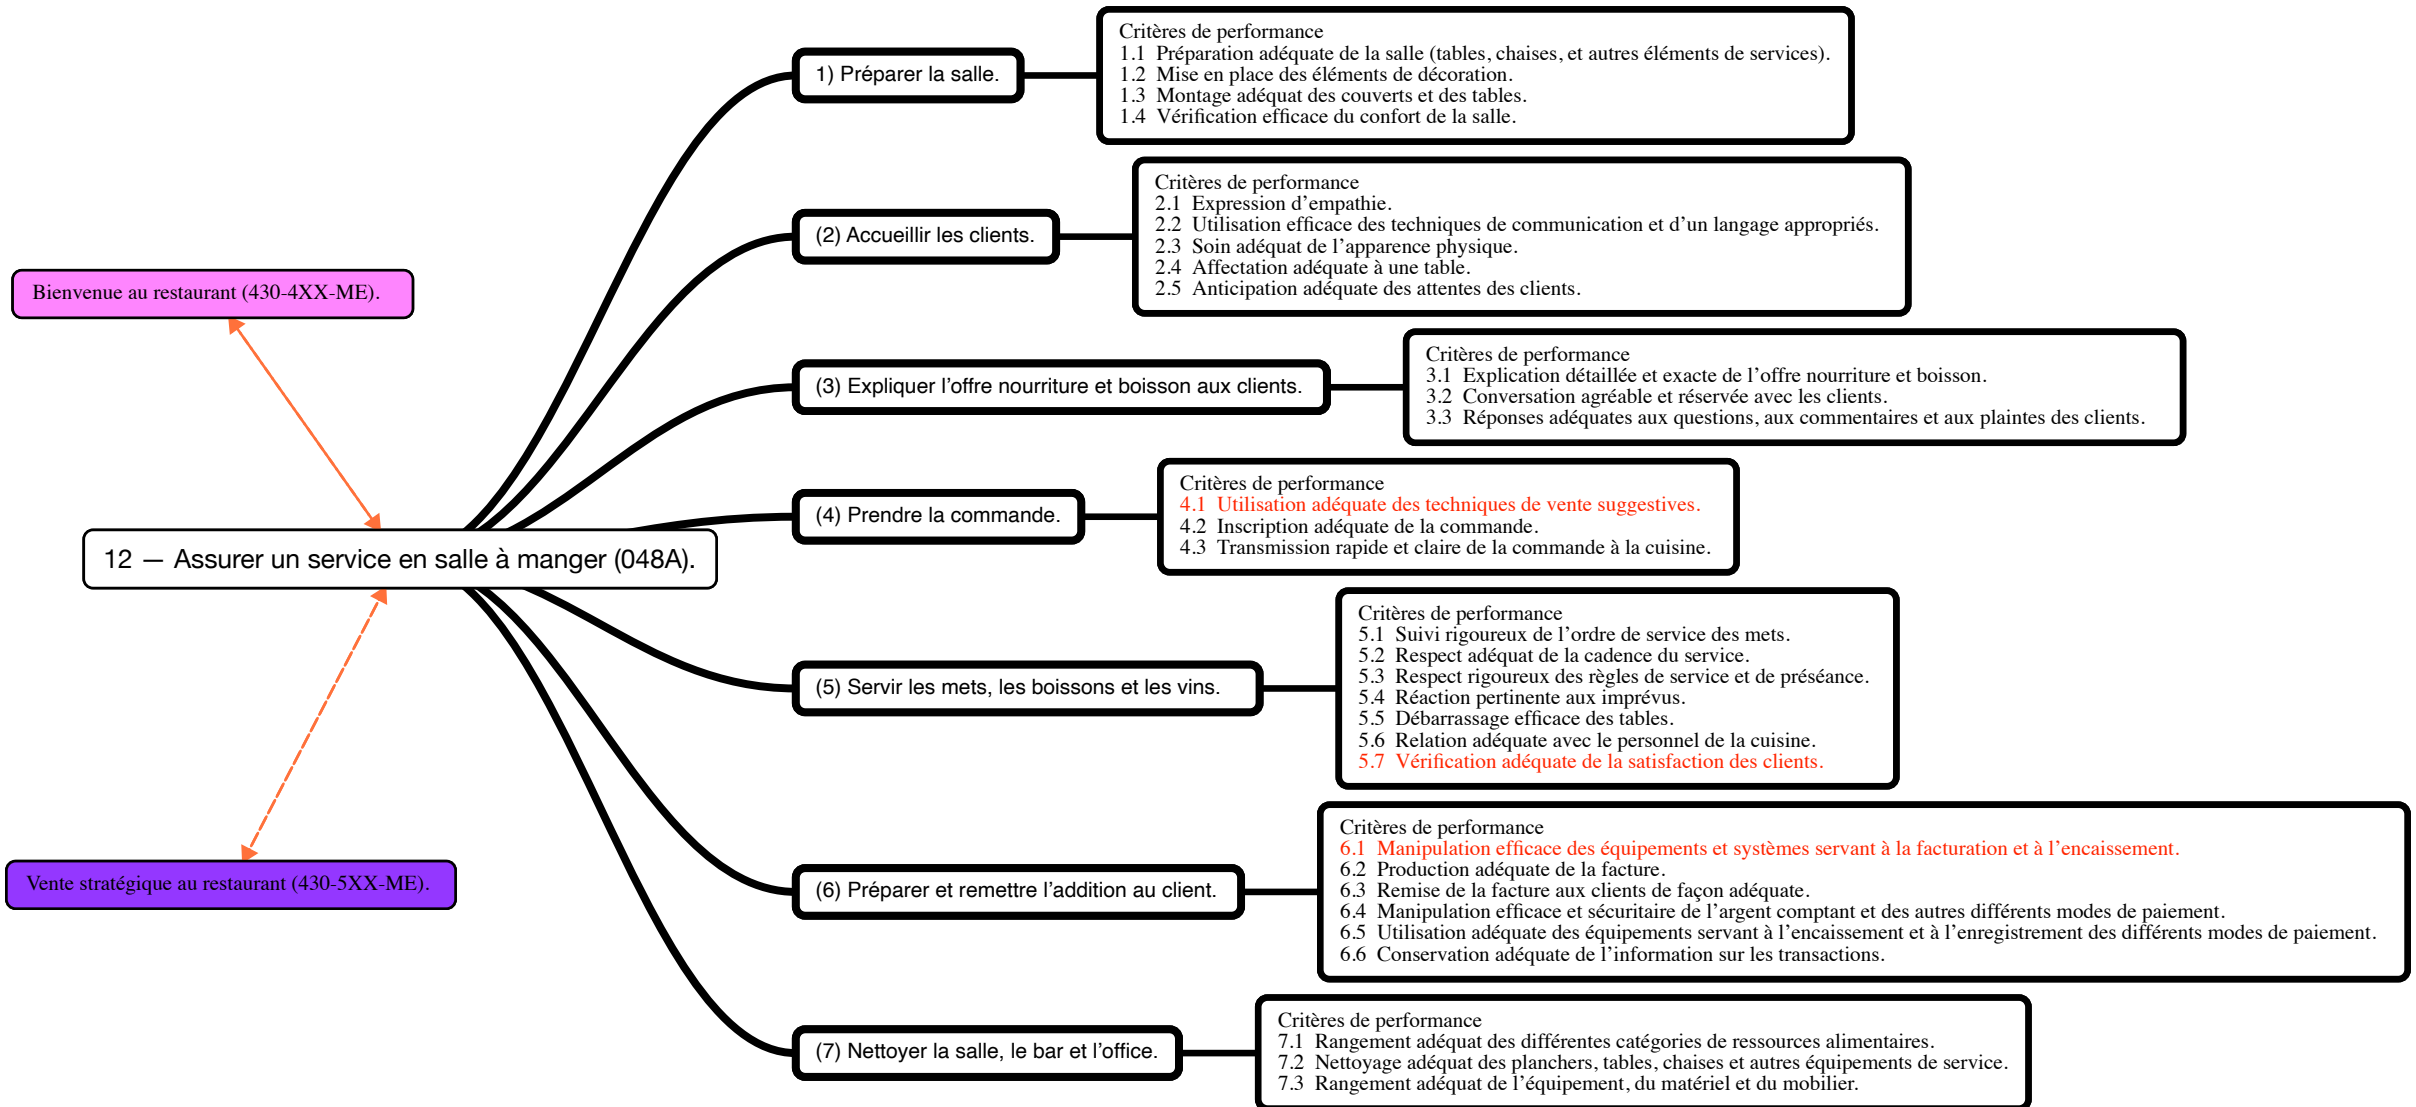 Bienvenue au restaurant (430-4XX-ME).
12 — Assurer un service en salle à manger (048A).
Vente stratégique au restaurant (430-5XX-ME).
1) Préparer la salle.
Critères de performance
1.1 Préparation adéquate de la salle (tables, chaises, et autres éléments de services).
1.2 Mise en place des éléments de décoration.
1.3 Montage adéquat des couverts et des tables.
1.4 Vérification efficace du confort de la salle.
(2) Accueillir les clients.
Critères de performance
2.1 Expression d’empathie.
2.2 Utilisation efficace des techniques de communication et d’un langage appropriés.
2.3 Soin adéquat de l’apparence physique.
2.4 Affectation adéquate à une table.
2.5 Anticipation adéquate des attentes des clients.
(3) Expliquer l’offre nourriture et boisson aux clients.
Critères de performance
3.1 Explication détaillée et exacte de l’offre nourriture et boisson.
3.2 Conversation agréable et réservée avec les clients.
3.3 Réponses adéquates aux questions, aux commentaires et aux plaintes des clients.
(4) Prendre la commande.
Critères de performance
4.1 Utilisation adéquate des techniques de vente suggestives.
4.2 Inscription adéquate de la commande.
4.3 Transmission rapide et claire de la commande à la cuisine.
(5) Servir les mets, les boissons et les vins.
Critères de performance
5.1 Suivi rigoureux de l’ordre de service des mets.
5.2 Respect adéquat de la cadence du service.
5.3 Respect rigoureux des règles de service et de préséance.
5.4 Réaction pertinente aux imprévus.
5.5 Débarrassage efficace des tables.
5.6 Relation adéquate avec le personnel de la cuisine.
5.7 Vérification adéquate de la satisfaction des clients.
(6) Préparer et remettre l’addition au client.
Critères de performance
6.1 Manipulation efficace des équipements et systèmes servant à la facturation et à l’encaissement.
6.2 Production adéquate de la facture.
6.3 Remise de la facture aux clients de façon adéquate.
6.4 Manipulation efficace et sécuritaire de l’argent comptant et des autres différents modes de paiement.
6.5 Utilisation adéquate des équipements servant à l’encaissement et à l’enregistrement des différents modes de paiement.
6.6 Conservation adéquate de l’information sur les transactions.
(7) Nettoyer la salle, le bar et l’office.
Critères de performance
7.1 Rangement adéquat des différentes catégories de ressources alimentaires.
7.2 Nettoyage adéquat des planchers, tables, chaises et autres équipements de service.
7.3 Rangement adéquat de l’équipement, du matériel et du mobilier.